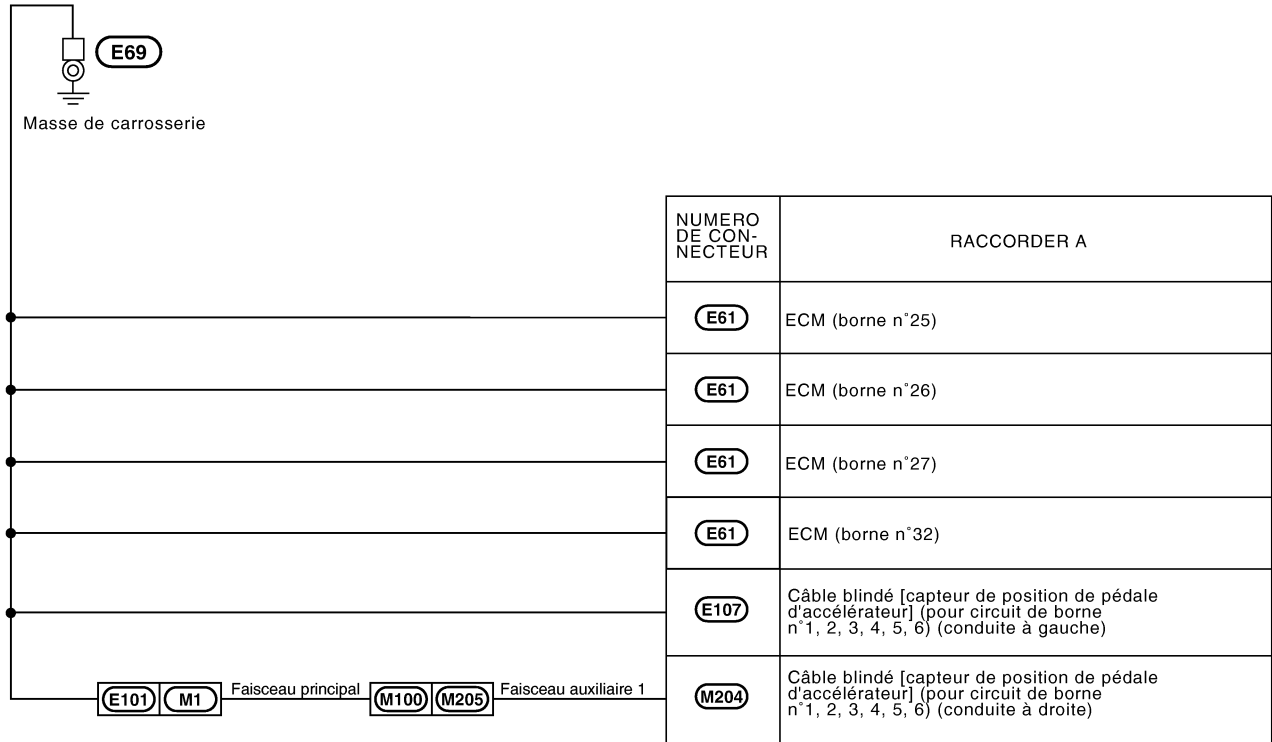 E69
Masse de carrosserie
NUMERO
DE CON-
NECTEUR
RACCORDER A
E61
ECM (borne n°25)
E61
ECM (borne n°26)
E61
ECM (borne n°27)
E61
ECM (borne n°32)
E107
Câble blindé [capteur de position de pédale
d'accélérateur] (pour circuit de borne
n°1, 2, 3, 4, 5, 6) (conduite à gauche)
E101 M1 Faisceau principal M100 M205 Faisceau auxiliaire 1
M204
Câble blindé [capteur de position de pédale
d'accélérateur] (pour circuit de borne
n°1, 2, 3, 4, 5, 6) (conduite à droite)